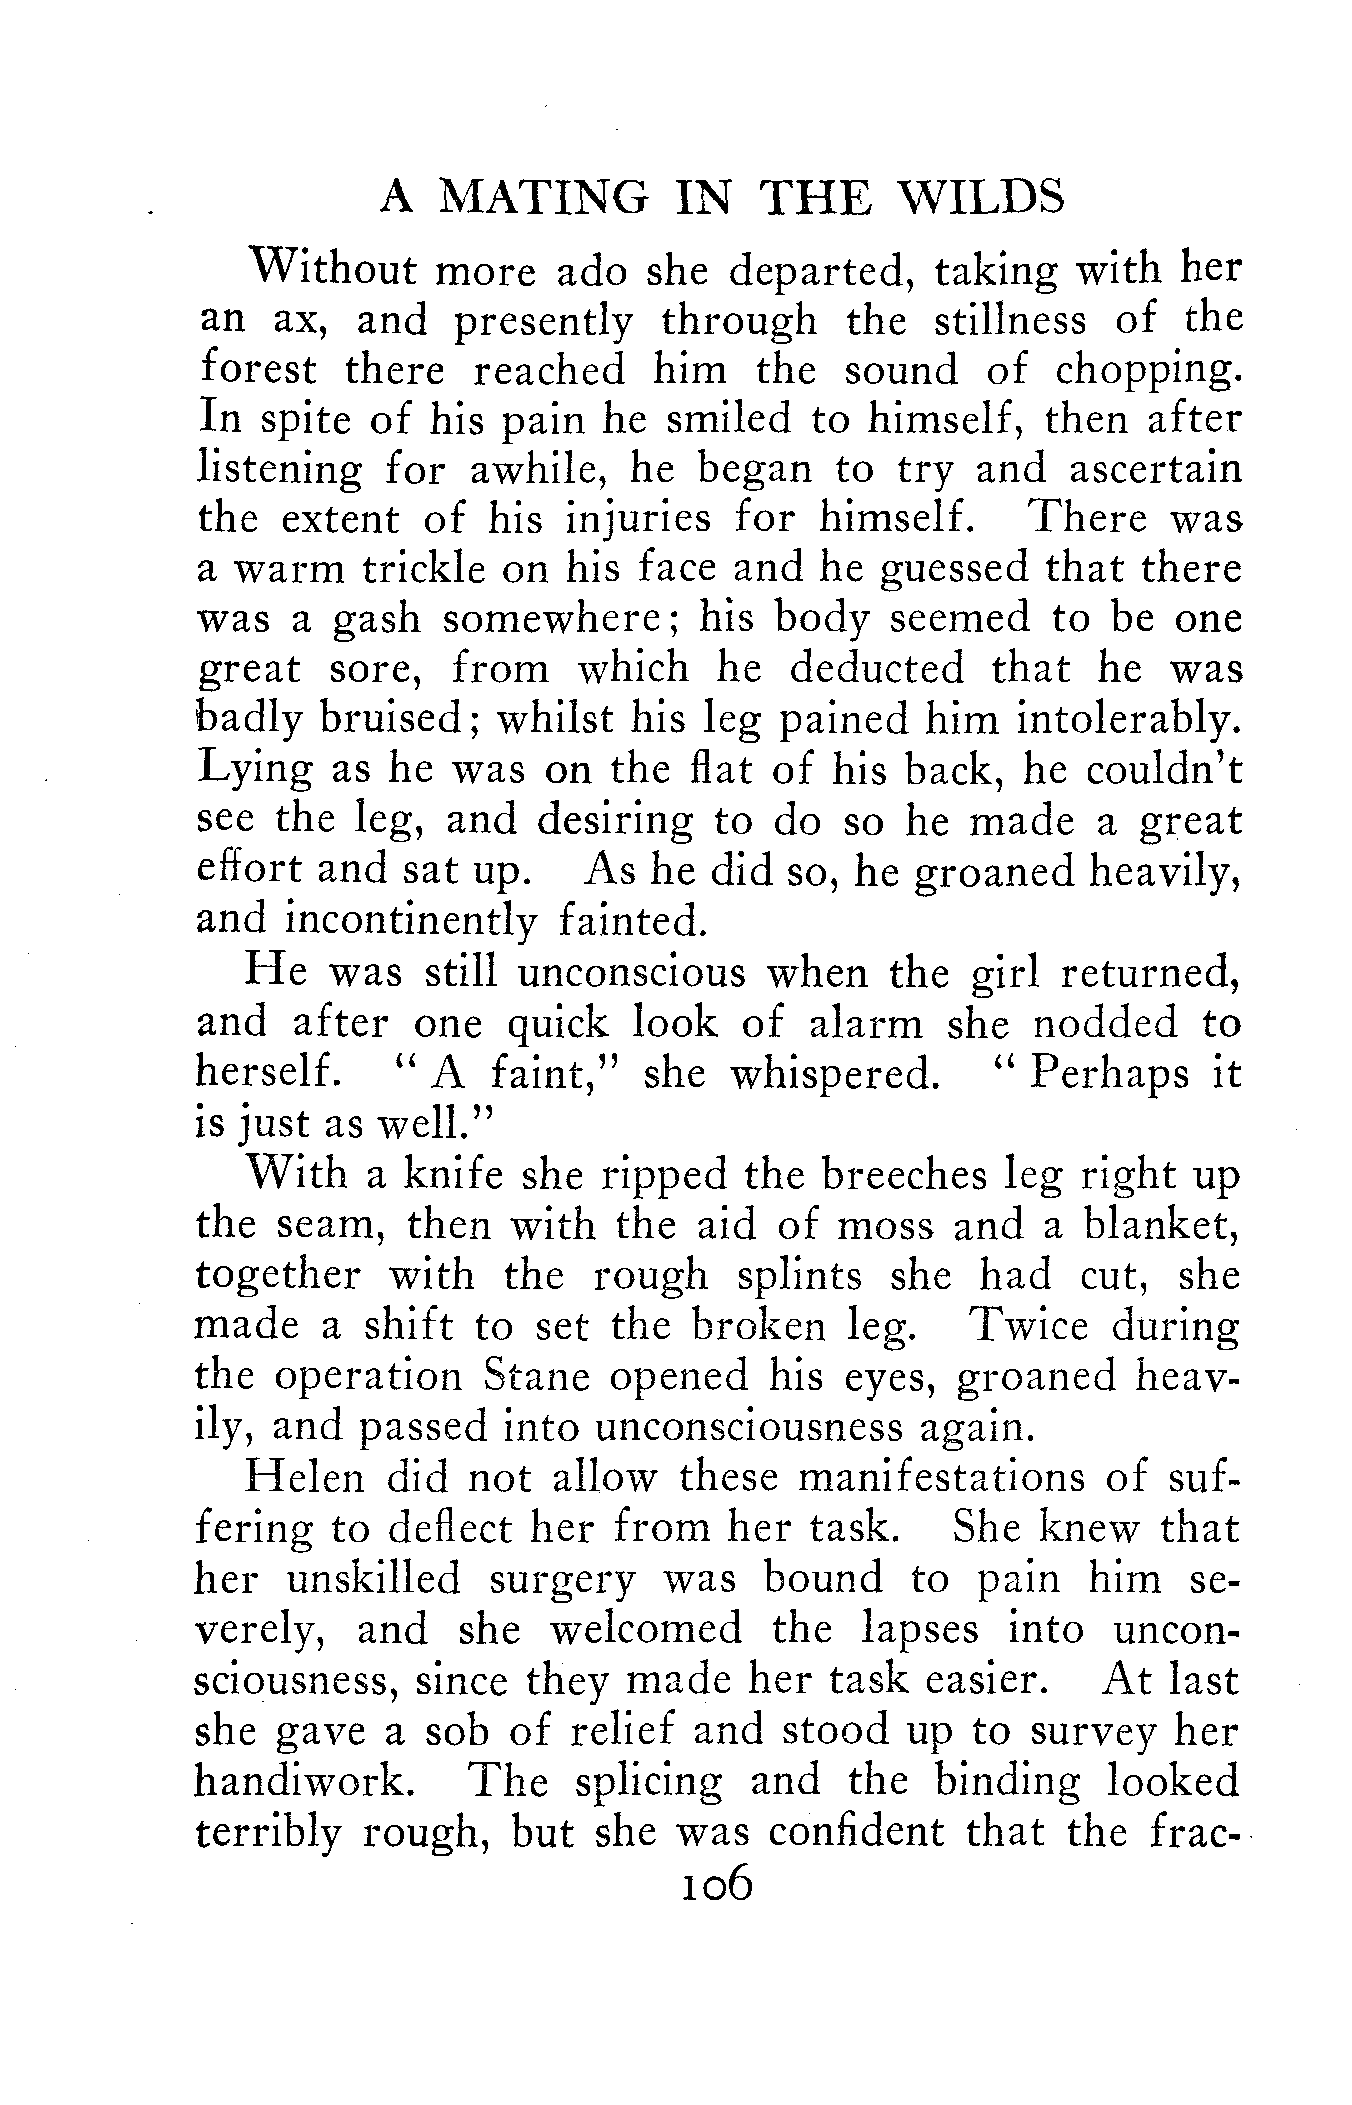 A MATING IN THE WILDS
Without more ado she departed, taking with her
an ax, and presently through the stillness of the
forest there reached him the sound of chopping.
In spite of his pain he smiled to himself, then after
listening for awhile, he began to try and ascertain
the extent of his injuries for himself. There was
a warm trickle on his face and he guessed that there
was a gash somewhere; his body seemed to be one
great sore, from which he deducted that he was
badly bruised; whilst his leg pained him intolerably.
Lying as he was on the flat of his back, he couldn't
see the leg, and desiring to do so he made a great
effort and sat up. As he did so, he groaned heavily,
and incontinently fainted.
He was still unconscious when the girl returned,
and after one quick look of alarm she nodded to
herself. " A faint," she whispered. " Perhaps it
is just as well."
With a knife she ripped the breeches leg right up
the seam, then with the aid of moss and a blanket,
together with the rough splints she had cut, she
made a shift to set the broken leg. Twice during
the operation Stane opened his eyes, groaned heav-
ily, and passed into unconsciousness again.
Helen did not allow these manifestations of suf-
fering to deflect her from her task. She knew that
her unskilled surgery was bound to pain him se-
verely, and she welcomed the lapses into uncon-
sciousness, since they made her task easier. At last
she gave a sob of relief and stood up to survey her
handiwork. The splicing and the binding looked
terribly rough, but she was confident that the frac-
106